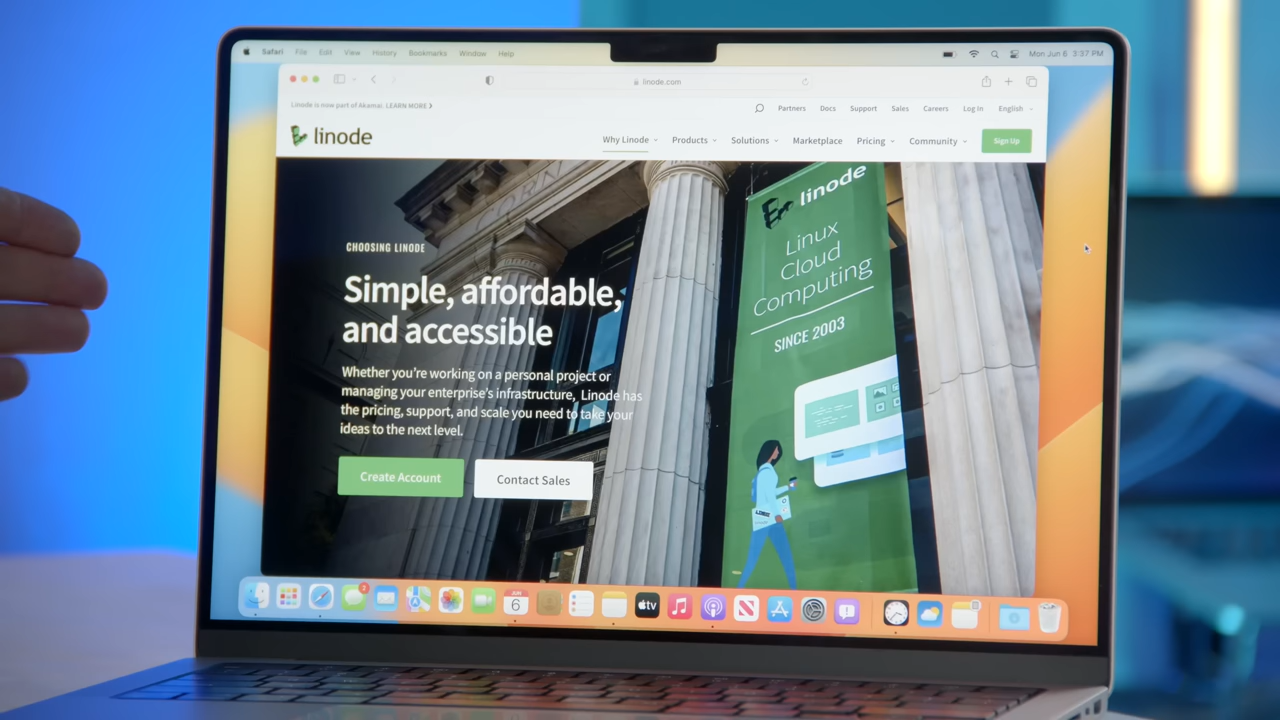 Safari File Edit View History Bookmarks Window Help
Mon Jun 6 3:37 PM
linode.com
Linode is now part of Akamai. LEARN MORE
Partners Docs Support Sales Careers Log In English
linode
Why Linode Products Solutions Marketplace Pricing Community Sign Up
CORN
linode
Linux
Cloud
Computing
SINCE 2003
CHOOSING LINODE
Simple, affordable,
and accessible
Whether you're working on a personal project or
managing your enterprise's infrastructure, Linode has
the pricing, support, and scale you need to take your
ideas to the next level.
Create Account
Contact Sales
JUN
6
tv